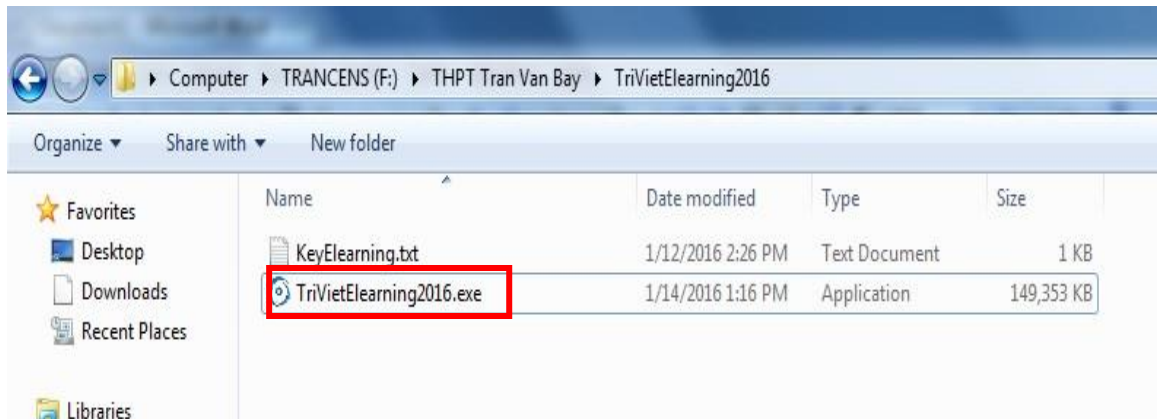 Computer ▸ TRANCENS (F:) ▸ THPT Tran Van Bay ▸ TriVietElearning2016
Organize ▾ Share with ▾ New folder
Name Date modified Type Size
Favorites
Desktop
Downloads
Recent Places
Libraries
KeyElearning.txt 1/12/2016 2:26 PM Text Document 1 KB
TriVietElearning2016.exe 1/14/2016 1:16 PM Application 149,353 KB